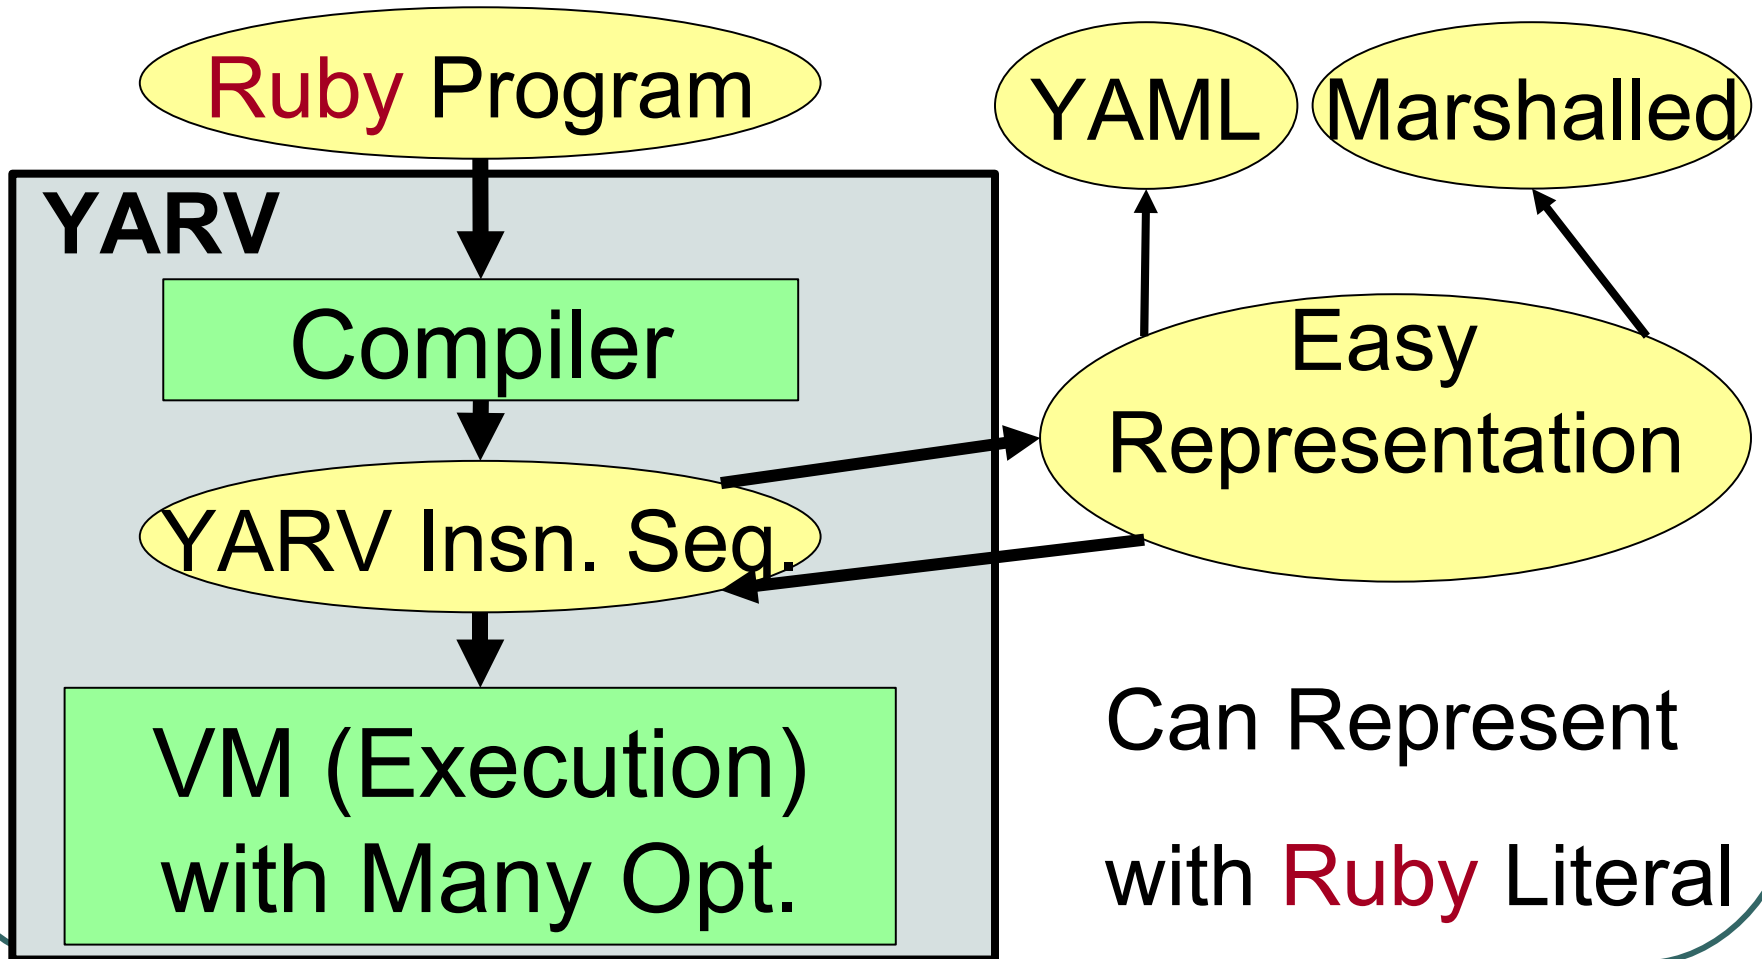 Ruby Program
YAML
Marshalled
YARV
Compiler
Easy
Representation
YARV Insn. Seq.
VM (Execution)
with Many Opt.
Can Represent
with Ruby Literal